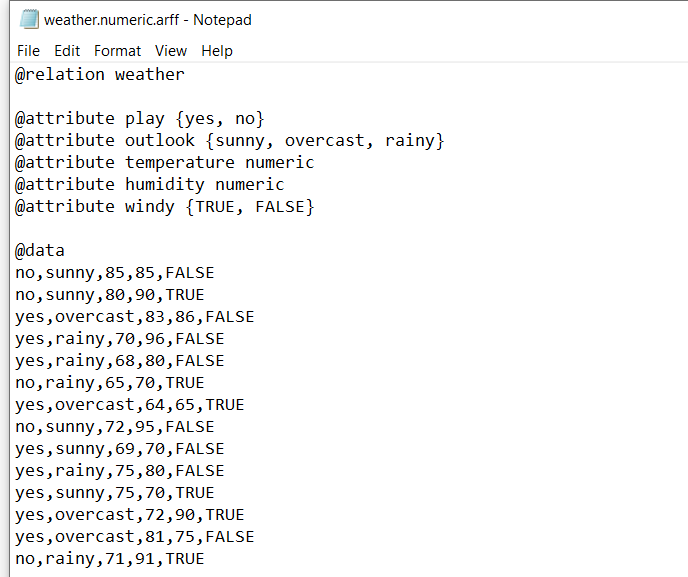 weather.numeric.arff - Notepad
File Edit Format View Help
@relation weather
@attribute play {yes, no}
@attribute outlook {sunny, overcast, rainy}
@attribute temperature numeric
@attribute humidity numeric
@attribute windy {TRUE, FALSE}
@data
no,sunny,85,85,FALSE
no,sunny,80,90,TRUE
yes,overcast,83,86,FALSE
yes,rainy,70,96,FALSE
yes,rainy,68,80,FALSE
no,rainy,65,70,TRUE
yes,overcast,64,65,TRUE
no,sunny,72,95,FALSE
yes,sunny,69,70,FALSE
yes,rainy,75,80,FALSE
yes,sunny,75,70,TRUE
yes,overcast,72,90,TRUE
yes,overcast,81,75,FALSE
no,rainy,71,91,TRUE